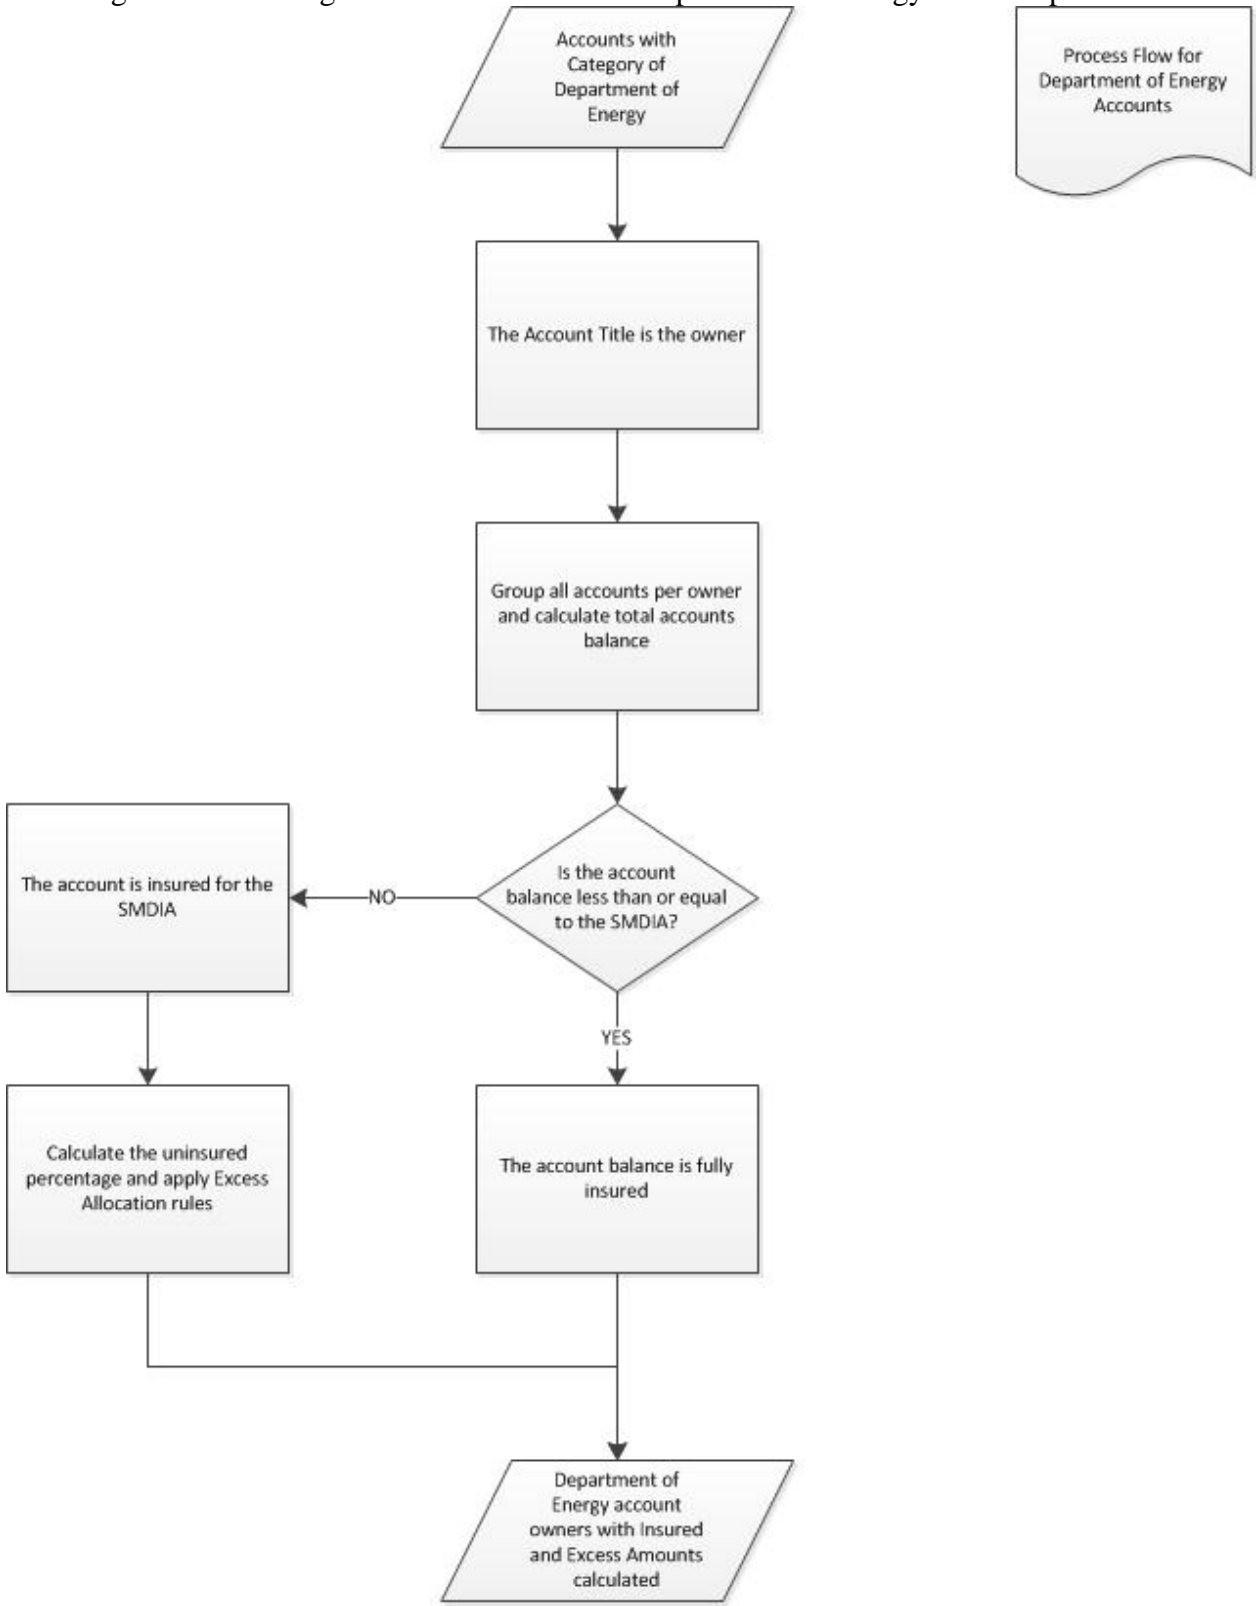 Accounts with
Category of
Department of
Energy
Process Flow for
Department of Energy
Accounts
The Account Title is the owner
Group all accounts per owner
and calculate total accounts
balance
Is the account
balance less than or equal
to the SMDIA?
NO
The account is insured for the
SMDIA
YES
Calculate the uninsured
percentage and apply Excess
Allocation rules
The account balance is fully
insured
Department of
Energy account
owners with Insured
and Excess Amounts
calculated